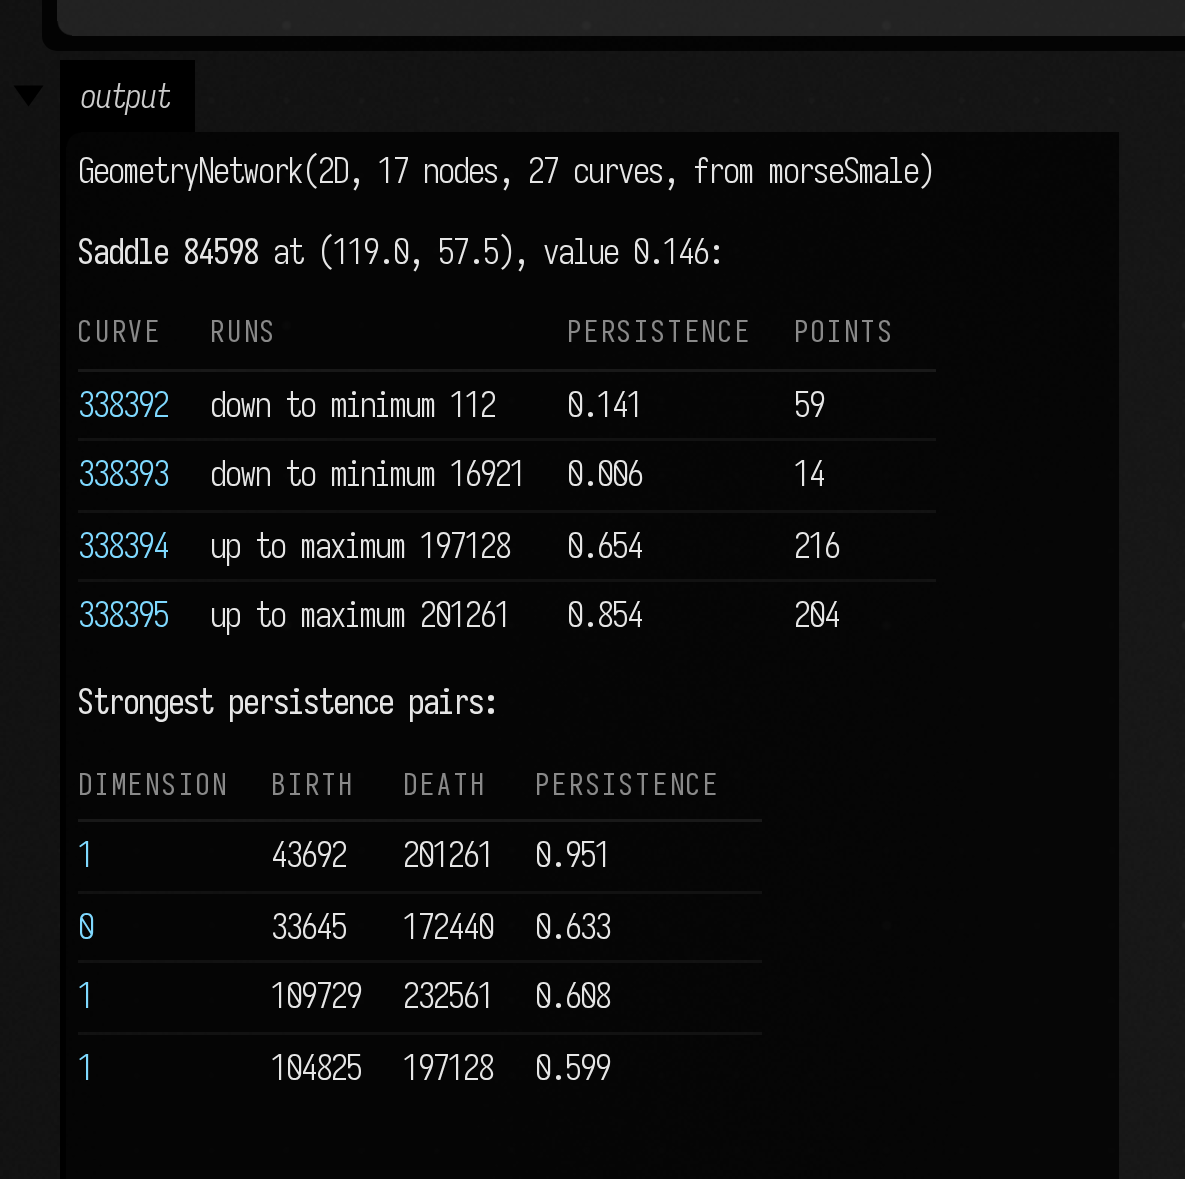 output
GeometryNetwork(2D, 17 nodes, 27 curves, from morseSmale)
Saddle 84598 at (119.0, 57.5), value 0.146:
CURVE RUNS PERSISTENCE POINTS
338392 down to minimum 112 0.141 59
338393 down to minimum 16921 0.006 14
338394 up to maximum 197128 0.654 216
338395 up to maximum 201261 0.854 204
Strongest persistence pairs:
DIMENSION BIRTH DEATH PERSISTENCE
1 43692 201261 0.951
0 33645 172440 0.633
1 109729 232561 0.608
1 104825 197128 0.599